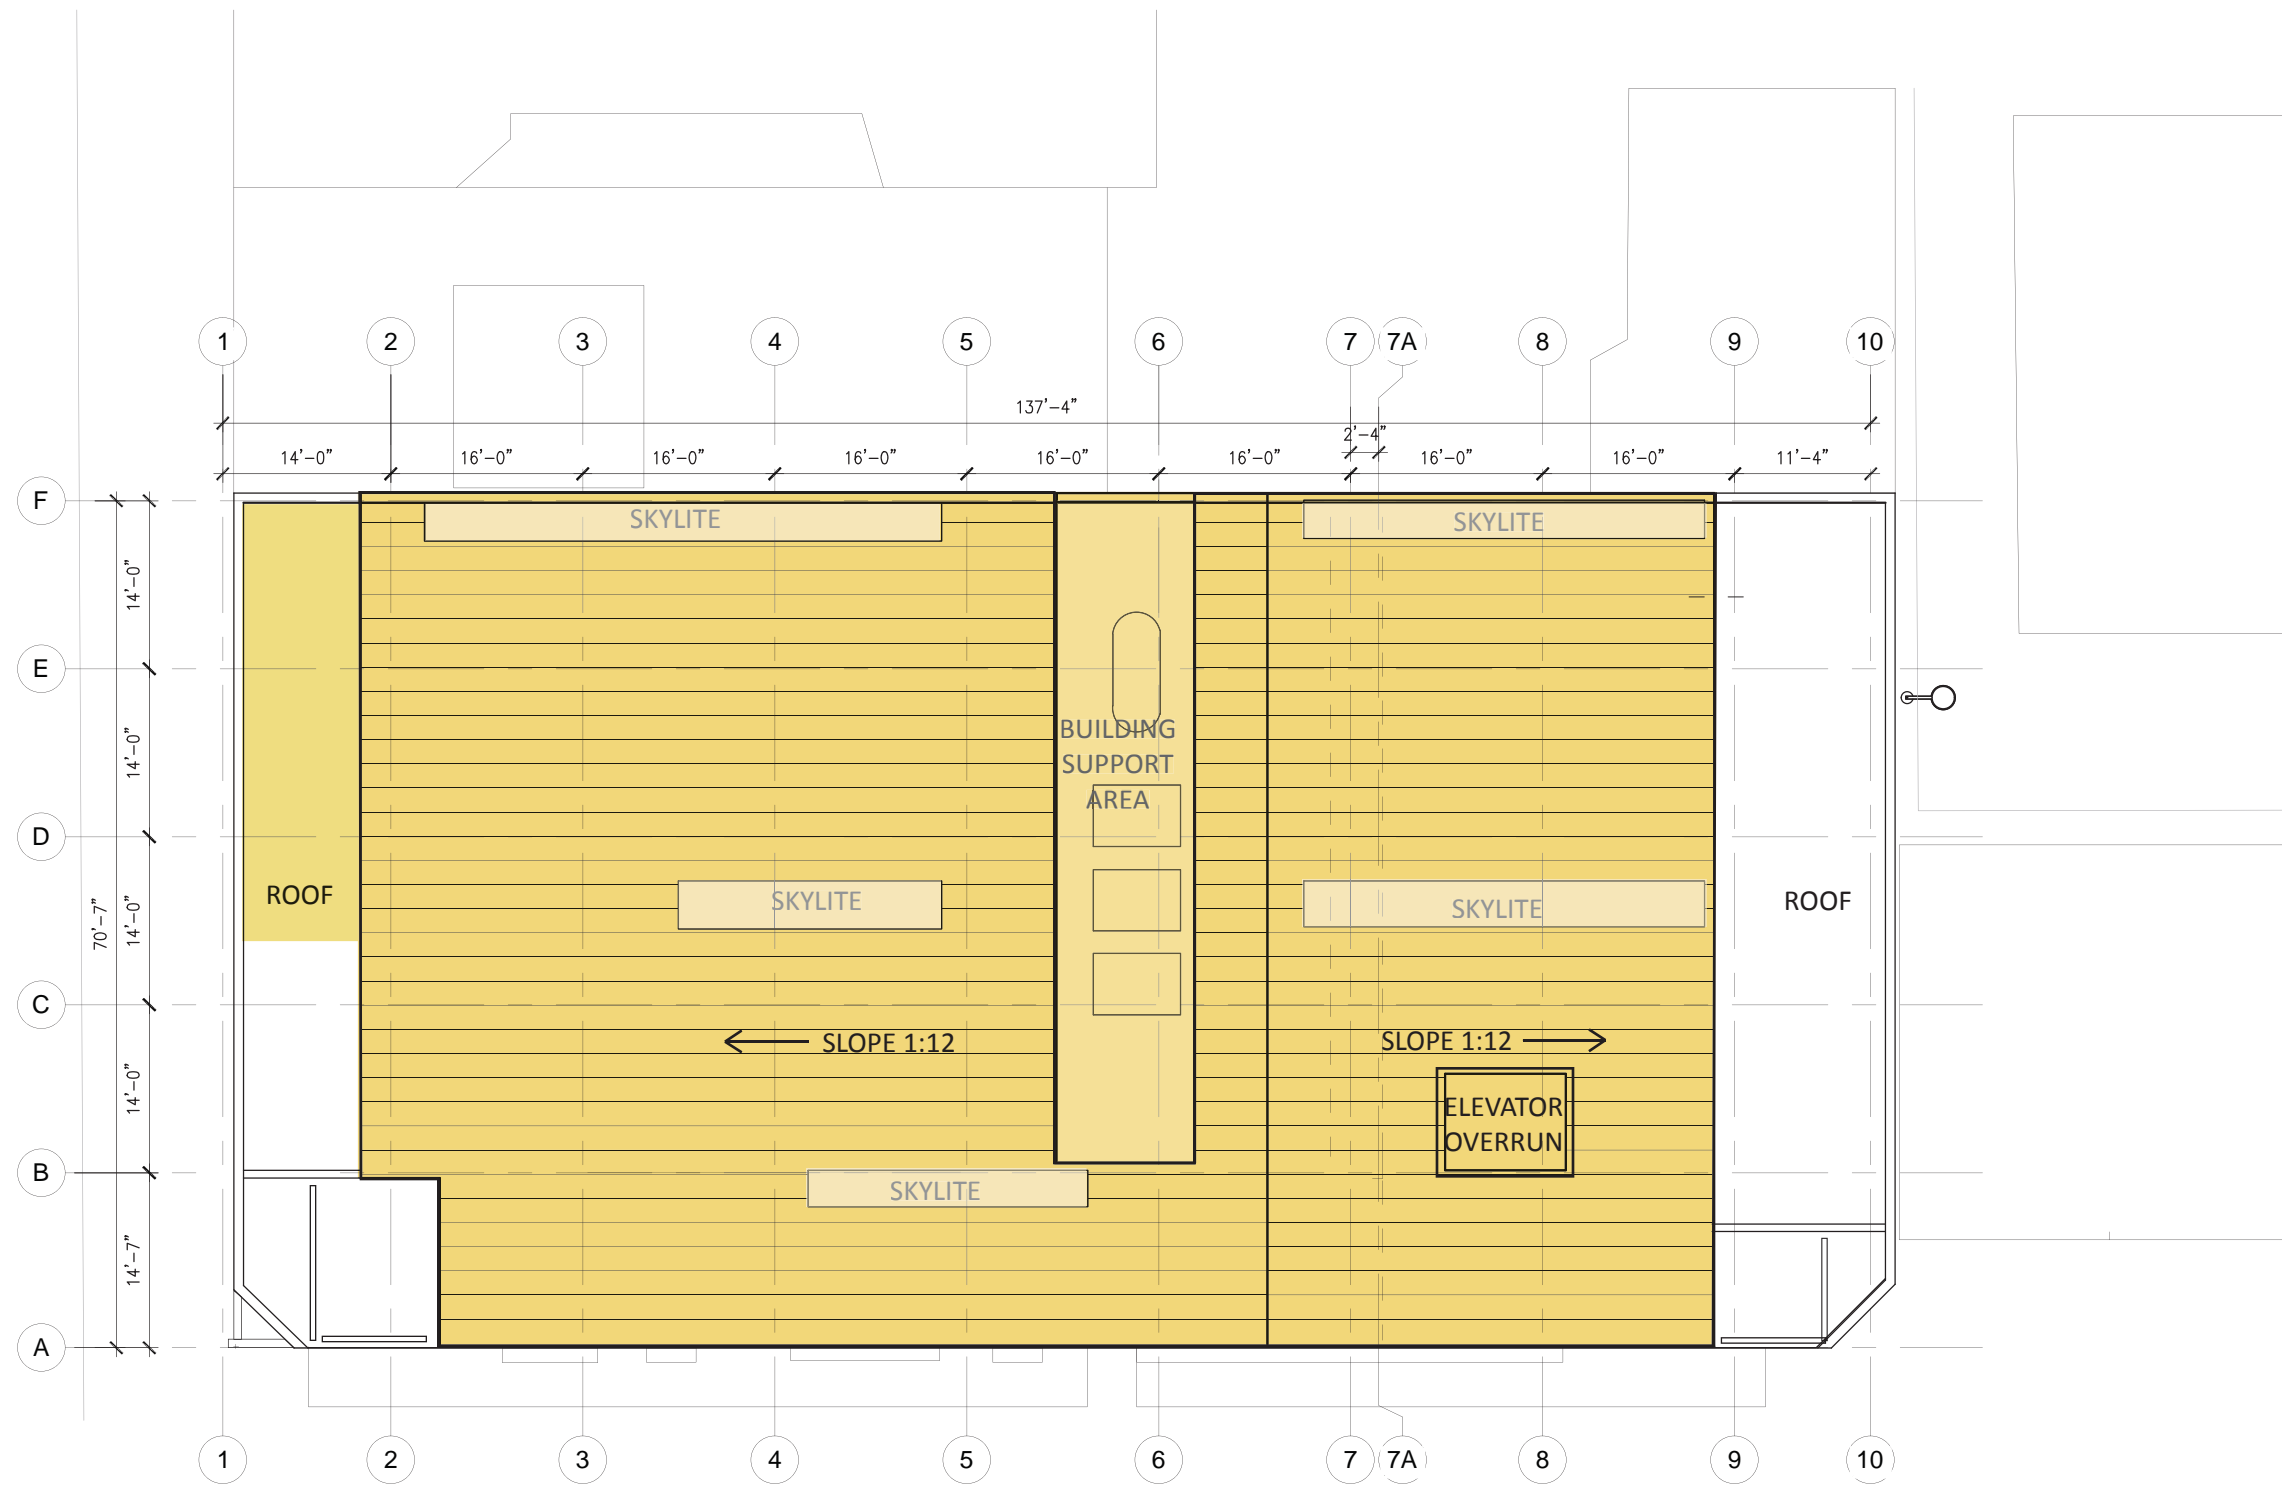 1 2 3 4 5 6 7 7A 8 9 10
137'-4"
2'-4"
14'-0" 16'-0" 16'-0" 16'-0" 16'-0" 16'-0" 16'-0" 16'-0" 11'-4"
F
SKYLITE SKYLITE
14'-0"
E
BUILDING
SUPPORT
AREA
14'-0"
D
ROOF SKYLITE SKYLITE ROOF
70'-7"
14'-0"
C
SLOPE 1:12 SLOPE 1:12
14'-0"
ELEVATOR
OVERRUN
B
SKYLITE
14'-7"
A
1 2 3 4 5 6 7 7A 8 9 10